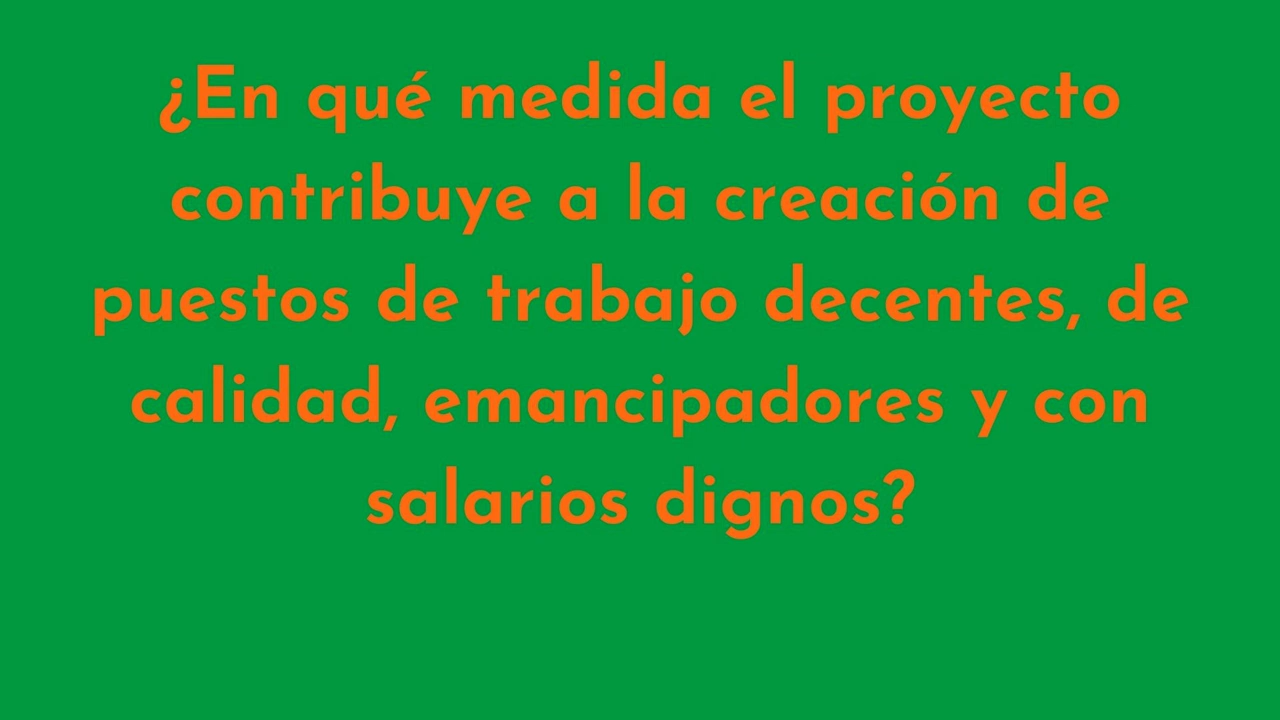 ¿En qué medida el proyecto
contribuye a la creación de
puestos de trabajo decentes, de
calidad, emancipadores y con
salarios dignos?